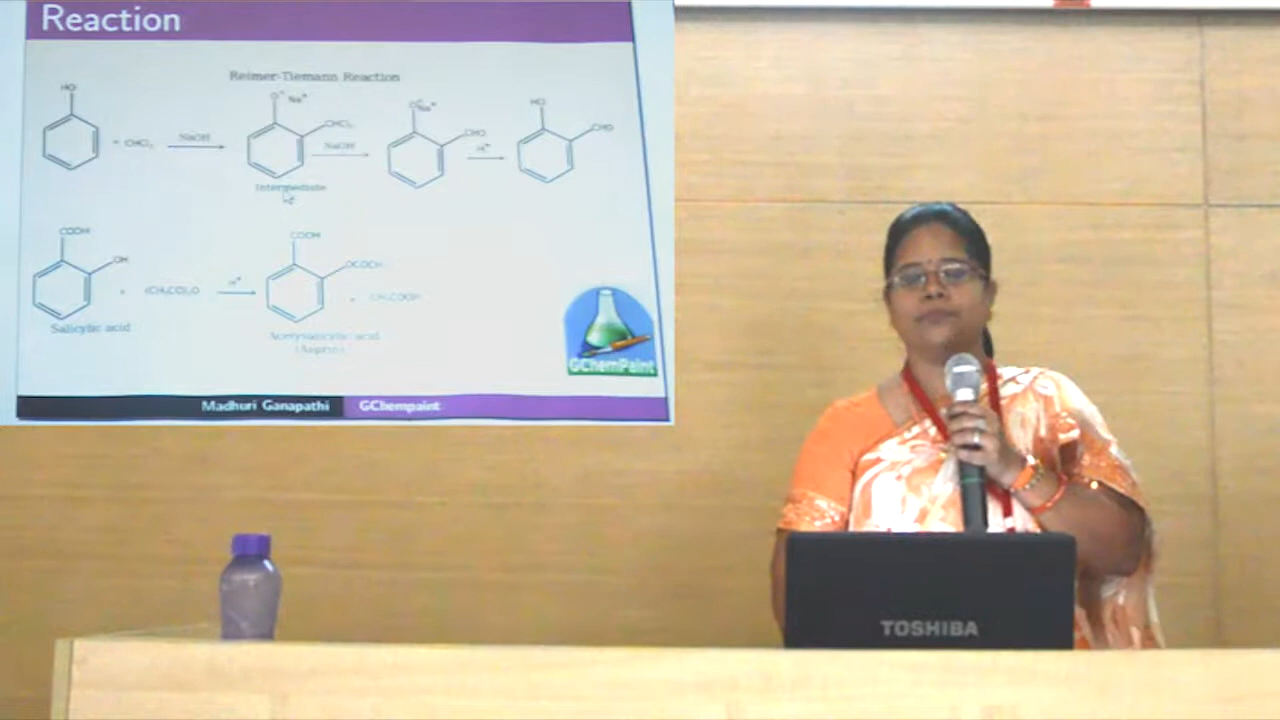 Reaction
Reimer-Tiemann Reaction
HO
+ CHCl₃
NaOH
O⁻ Na⁺
CHCl₂
NaOH
Intermediate
O⁻Na⁺
CHO
H⁺
HO
CHO
COOH
OH
Salicylic acid
+
(CH₃CO)₂O
H⁺
COOH
OCOCH₃
+ CH₃COOH
Acetylsalicylic acid
(Asprin)
GChemPaint
Madhuri Ganapathi GChempaint
TOSHIBA